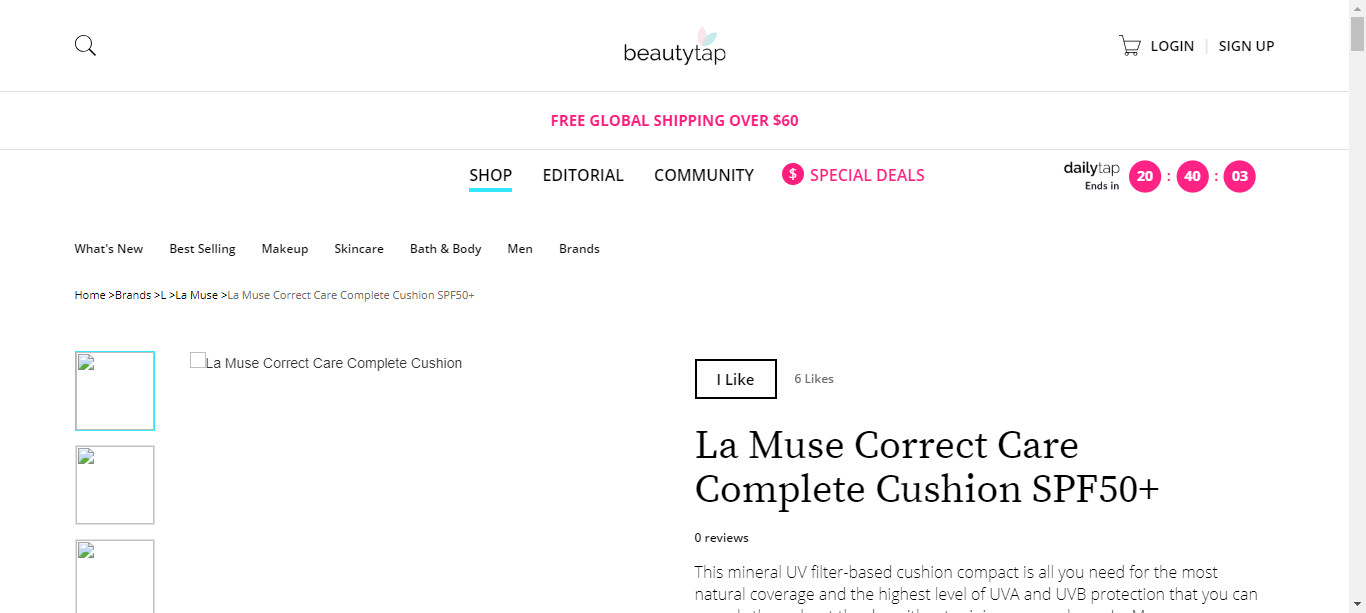 beautytap
LOGIN
SIGN UP
FREE GLOBAL SHIPPING OVER $60
SHOP
EDITORIAL
COMMUNITY
$ SPECIAL DEALS
dailytap
Ends in
20 : 40 : 03
What's New
Best Selling
Makeup
Skincare
Bath & Body
Men
Brands
Home >Brands >L >La Muse >La Muse Correct Care Complete Cushion SPF50+
La Muse Correct Care Complete Cushion
I Like
6 Likes
La Muse Correct Care
Complete Cushion SPF50+
0 reviews
This mineral UV filter-based cushion compact is all you need for the most
natural coverage and the highest level of UVA and UVB protection that you can